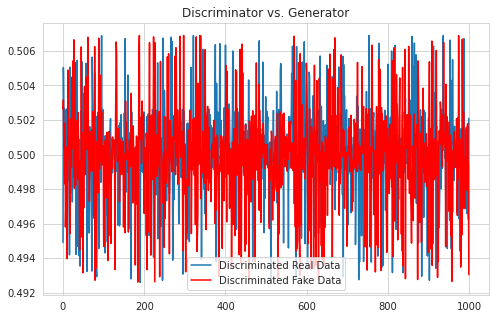 Discriminator vs. Generator
0.506
0.504
0.502
0.500
0.498
0.496
0.494
0.492
Discriminated Real Data
Discriminated Fake Data
0 200 400 600 800 1000